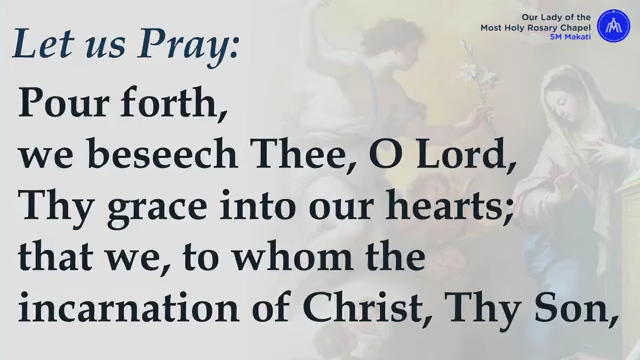 Our Lady of the
Most Holy Rosary Chapel
SM Makati
Let us Pray:
Pour forth,
we beseech Thee, O Lord,
Thy grace into our hearts;
that we, to whom the
incarnation of Christ, Thy Son,